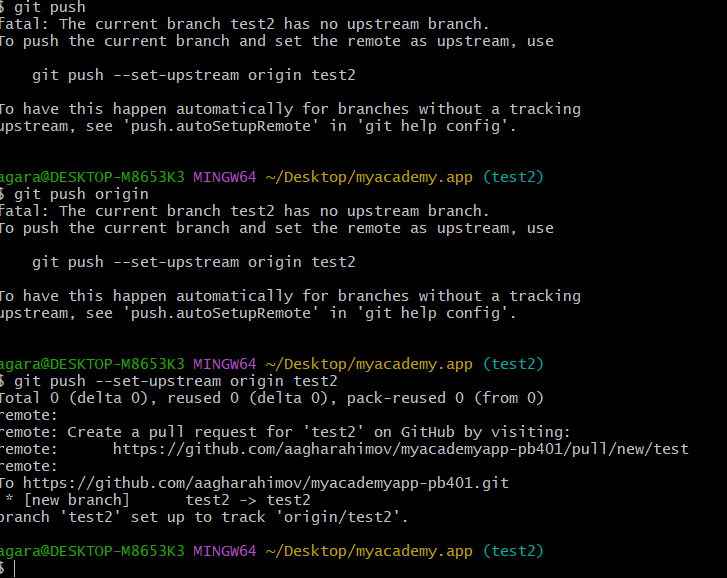 $ git push
fatal: The current branch test2 has no upstream branch.
To push the current branch and set the remote as upstream, use
git push --set-upstream origin test2
To have this happen automatically for branches without a tracking
upstream, see 'push.autoSetupRemote' in 'git help config'.
agara@DESKTOP-M8653K3 MINGW64 ~/Desktop/myacademy.app (test2)
$ git push origin
fatal: The current branch test2 has no upstream branch.
To push the current branch and set the remote as upstream, use
git push --set-upstream origin test2
To have this happen automatically for branches without a tracking
upstream, see 'push.autoSetupRemote' in 'git help config'.
agara@DESKTOP-M8653K3 MINGW64 ~/Desktop/myacademy.app (test2)
$ git push --set-upstream origin test2
Total 0 (delta 0), reused 0 (delta 0), pack-reused 0 (from 0)
remote:
remote: Create a pull request for 'test2' on GitHub by visiting:
remote:      https://github.com/aagharahimov/myacademyapp-pb401/pull/new/test
remote:
To https://github.com/aagharahimov/myacademyapp-pb401.git
* [new branch]      test2 -> test2
branch 'test2' set up to track 'origin/test2'.
agara@DESKTOP-M8653K3 MINGW64 ~/Desktop/myacademy.app (test2)
$